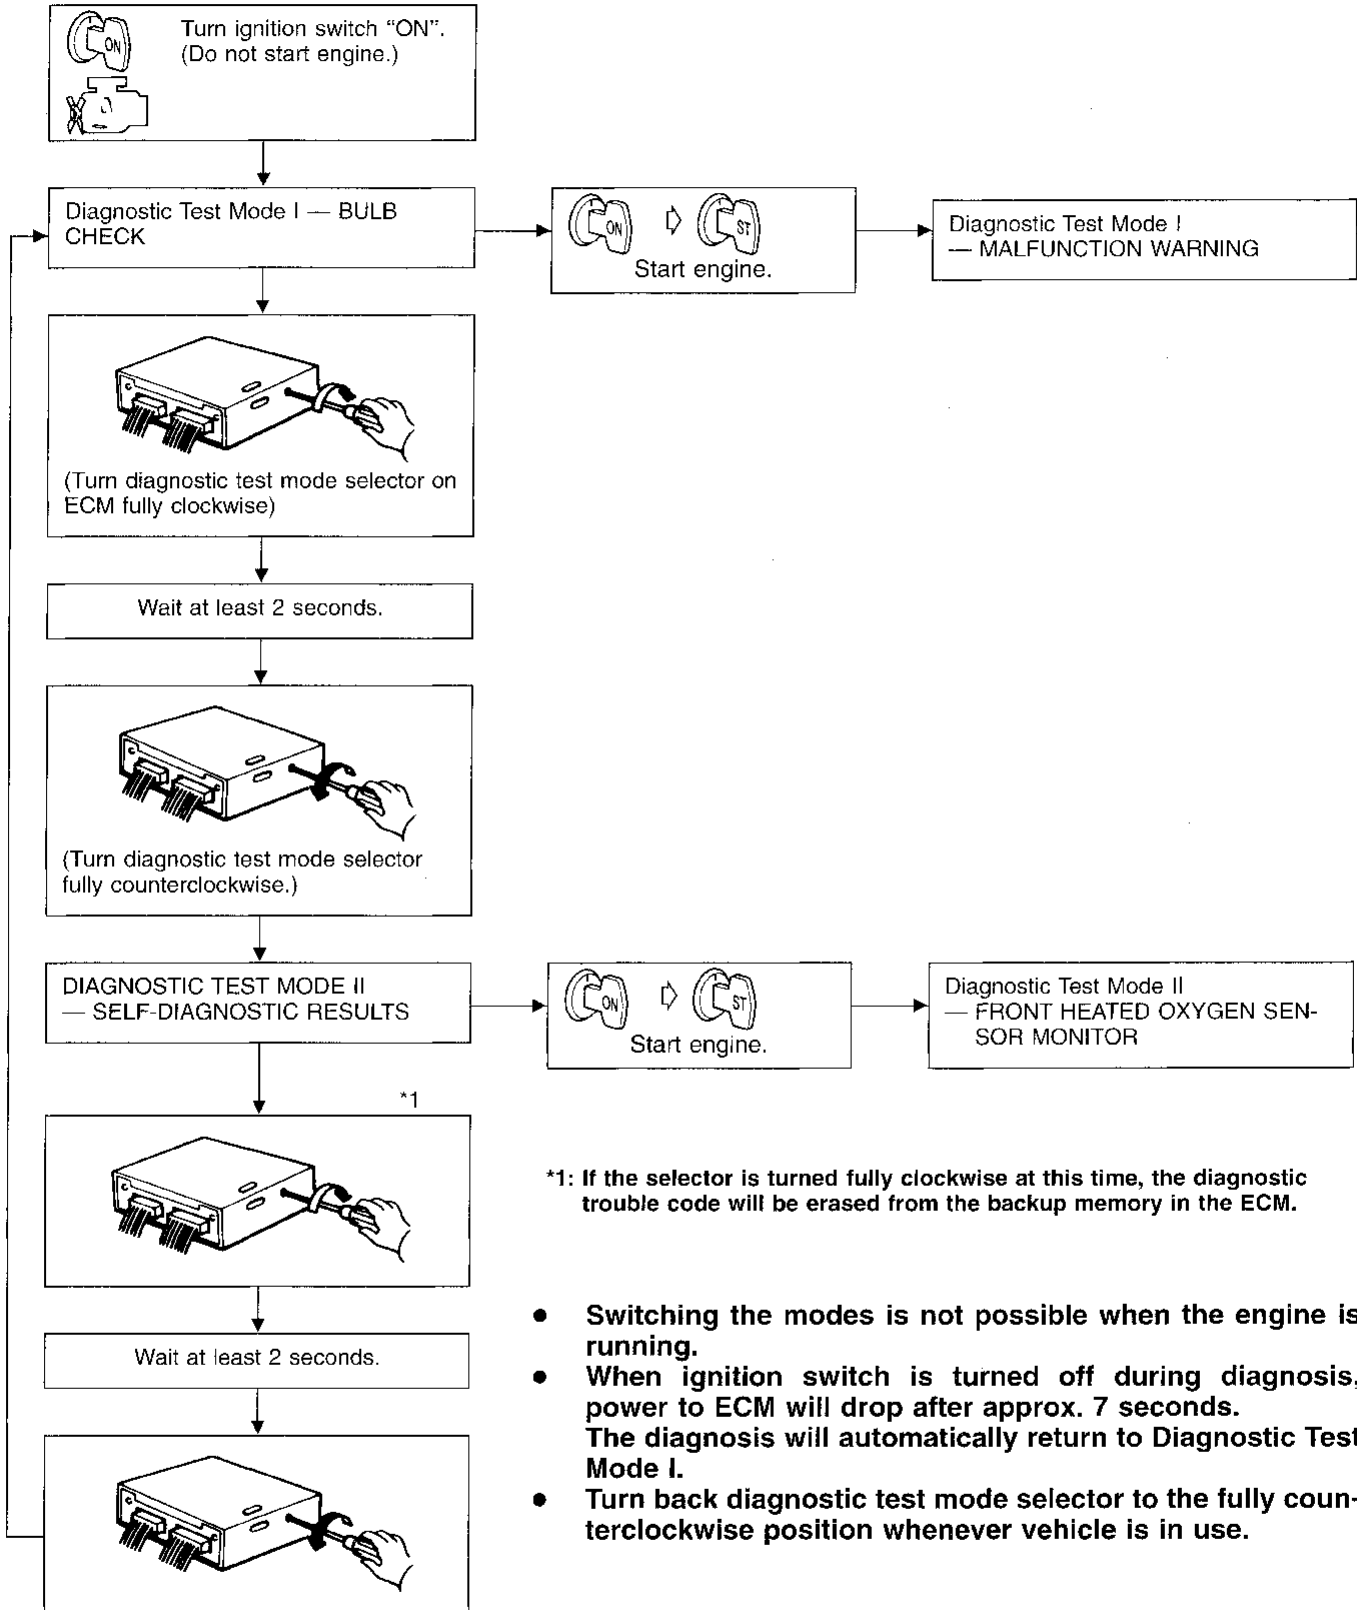 ON
Turn ignition switch “ON”.
(Do not start engine.)
Diagnostic Test Mode I — BULB
CHECK
ON
ST
Start engine.
Diagnostic Test Mode I
— MALFUNCTION WARNING
(Turn diagnostic test mode selector on
ECM fully clockwise)
Wait at least 2 seconds.
(Turn diagnostic test mode selector
fully counterclockwise.)
DIAGNOSTIC TEST MODE II
— SELF-DIAGNOSTIC RESULTS
ON
ST
Start engine.
Diagnostic Test Mode II
— FRONT HEATED OXYGEN SEN-
SOR MONITOR
*1
*1: If the selector is turned fully clockwise at this time, the diagnostic
trouble code will be erased from the backup memory in the ECM.
Wait at least 2 seconds.
● Switching the modes is not possible when the engine is
running.
● When ignition switch is turned off during diagnosis,
power to ECM will drop after approx. 7 seconds.
The diagnosis will automatically return to Diagnostic Test
Mode I.
● Turn back diagnostic test mode selector to the fully coun-
terclockwise position whenever vehicle is in use.